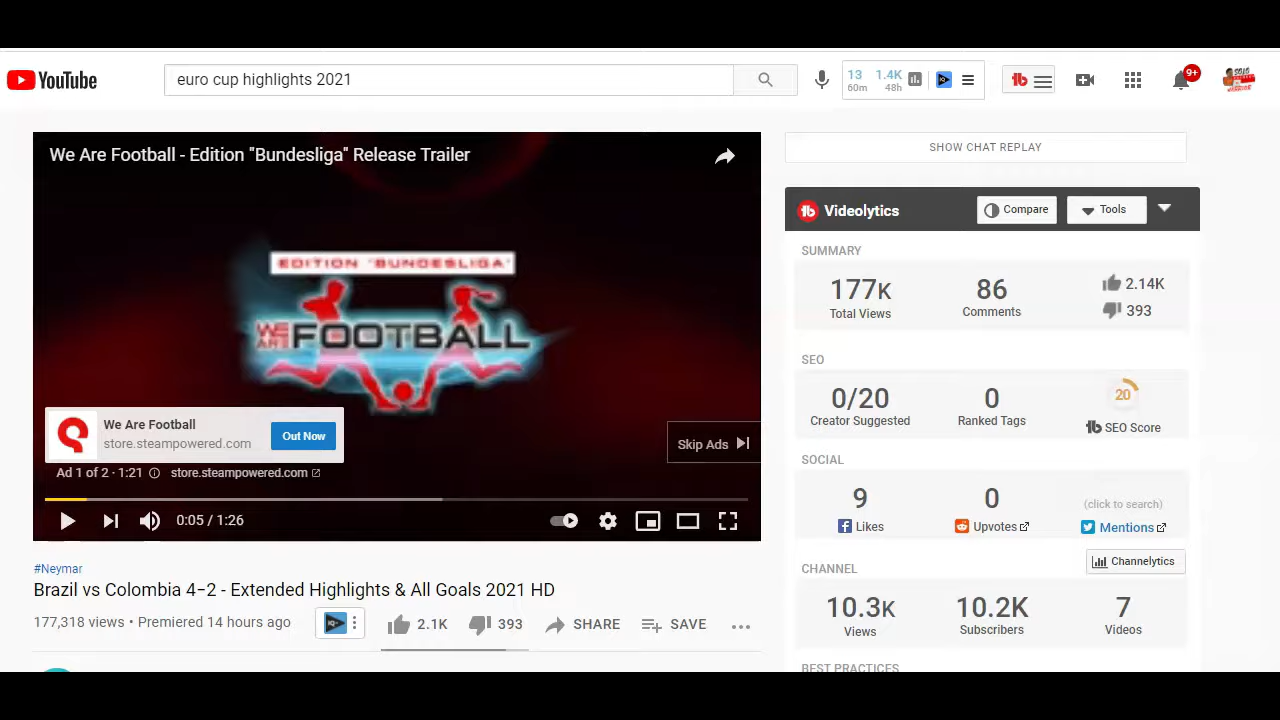 YouTube
euro cup highlights 2021
13
60m
1.4K
48h
9+
We Are Football - Edition "Bundesliga" Release Trailer
EDITION "BUNDESLIGA"
WE ARE FOOTBALL
We Are Football
store.steampowered.com
Out Now
Skip Ads
Ad 1 of 2 · 1:21
store.steampowered.com
0:05 / 1:26
#Neymar
Brazil vs Colombia 4−2 - Extended Highlights & All Goals 2021 HD
177,318 views • Premiered 14 hours ago
2.1K
393
SHARE
SAVE
SHOW CHAT REPLAY
Videolytics
Compare
Tools
SUMMARY
177K
Total Views
86
Comments
2.14K
393
SEO
0/20
Creator Suggested
0
Ranked Tags
20
SEO Score
SOCIAL
9
Likes
0
Upvotes
(click to search)
Mentions
CHANNEL
Channelytics
10.3K
Views
10.2K
Subscribers
7
Videos
BEST PRACTICES